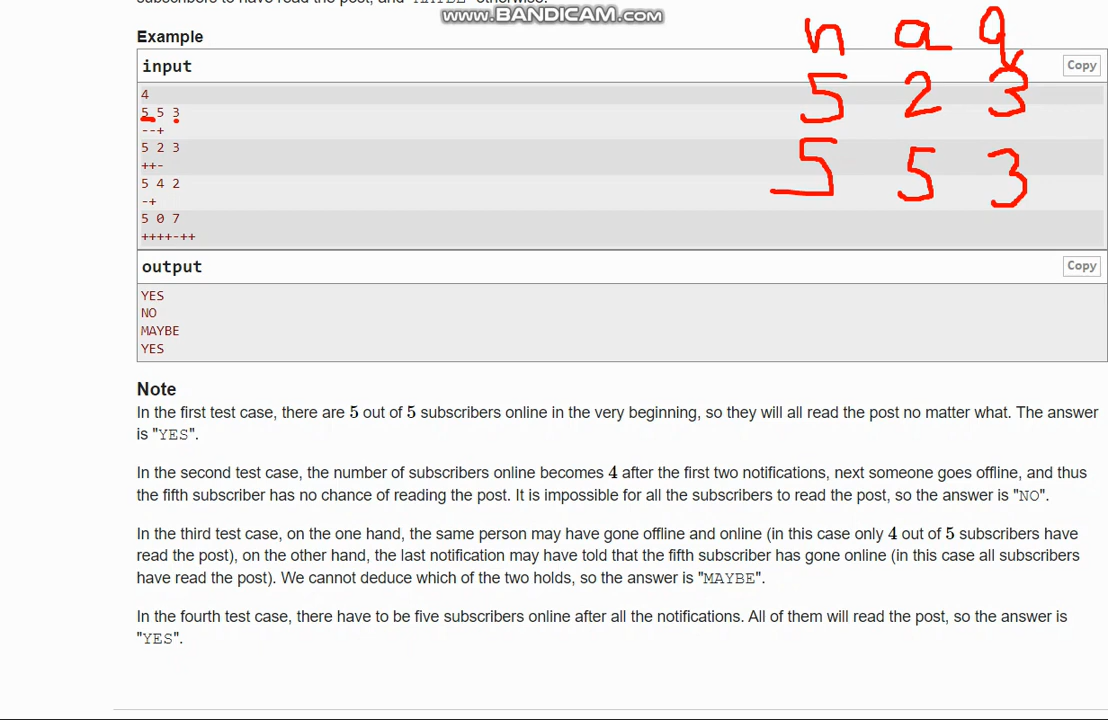 subscribers to have read the post, and "MAYBE" otherwise.
www.BANDICAM.com
Example
n a q
input
Copy
4
5 5 3
--+
5 2 3
++-
5 4 2
-+
5 0 7
++++-++
5 2 3
5 5 3
output
Copy
YES
NO
MAYBE
YES
Note
In the first test case, there are 5 out of 5 subscribers online in the very beginning, so they will all read the post no matter what. The answer
is "YES".
In the second test case, the number of subscribers online becomes 4 after the first two notifications, next someone goes offline, and thus
the fifth subscriber has no chance of reading the post. It is impossible for all the subscribers to read the post, so the answer is "NO".
In the third test case, on the one hand, the same person may have gone offline and online (in this case only 4 out of 5 subscribers have
read the post), on the other hand, the last notification may have told that the fifth subscriber has gone online (in this case all subscribers
have read the post). We cannot deduce which of the two holds, so the answer is "MAYBE".
In the fourth test case, there have to be five subscribers online after all the notifications. All of them will read the post, so the answer is
"YES".